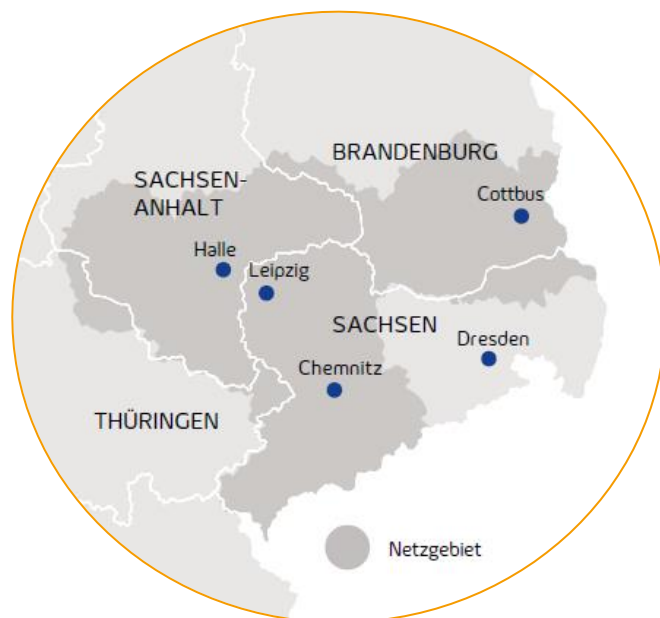 BRANDENBURG
SACHSEN-
ANHALT
Cottbus
Halle
Leipzig
SACHSEN
Dresden
Chemnitz
THÜRINGEN
Netzgebiet